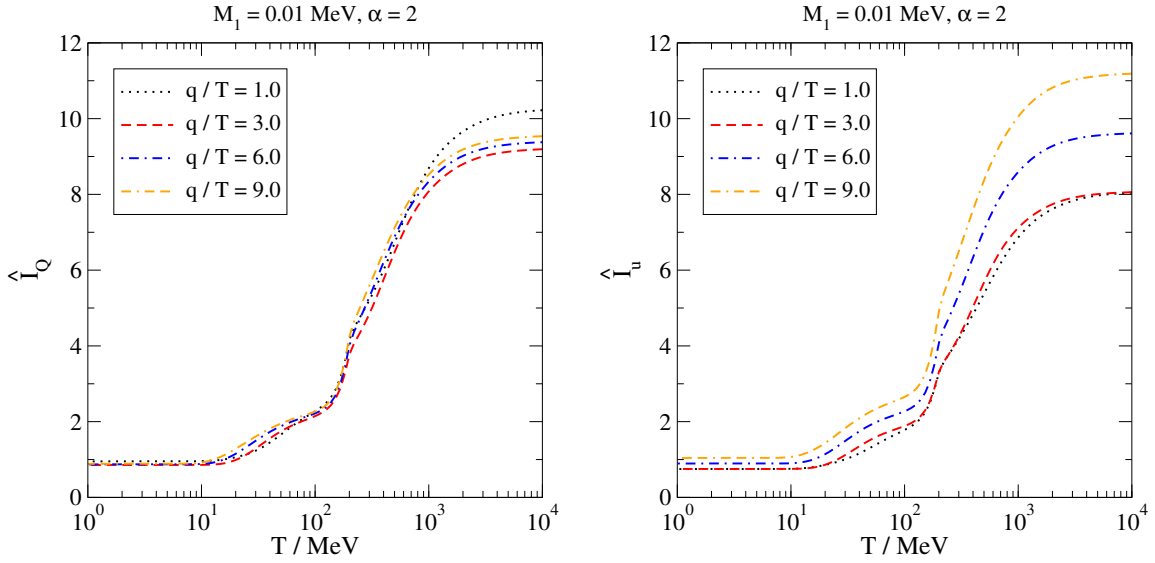 M₁ = 0.01 MeV, α = 2
12
10
8
6
4
2
0
Î_Q
q / T = 1.0
q / T = 3.0
q / T = 6.0
q / T = 9.0
10⁰ 10¹ 10² 10³ 10⁴
T / MeV
M₁ = 0.01 MeV, α = 2
12
10
8
6
4
2
0
Î_u
q / T = 1.0
q / T = 3.0
q / T = 6.0
q / T = 9.0
10⁰ 10¹ 10² 10³ 10⁴
T / MeV